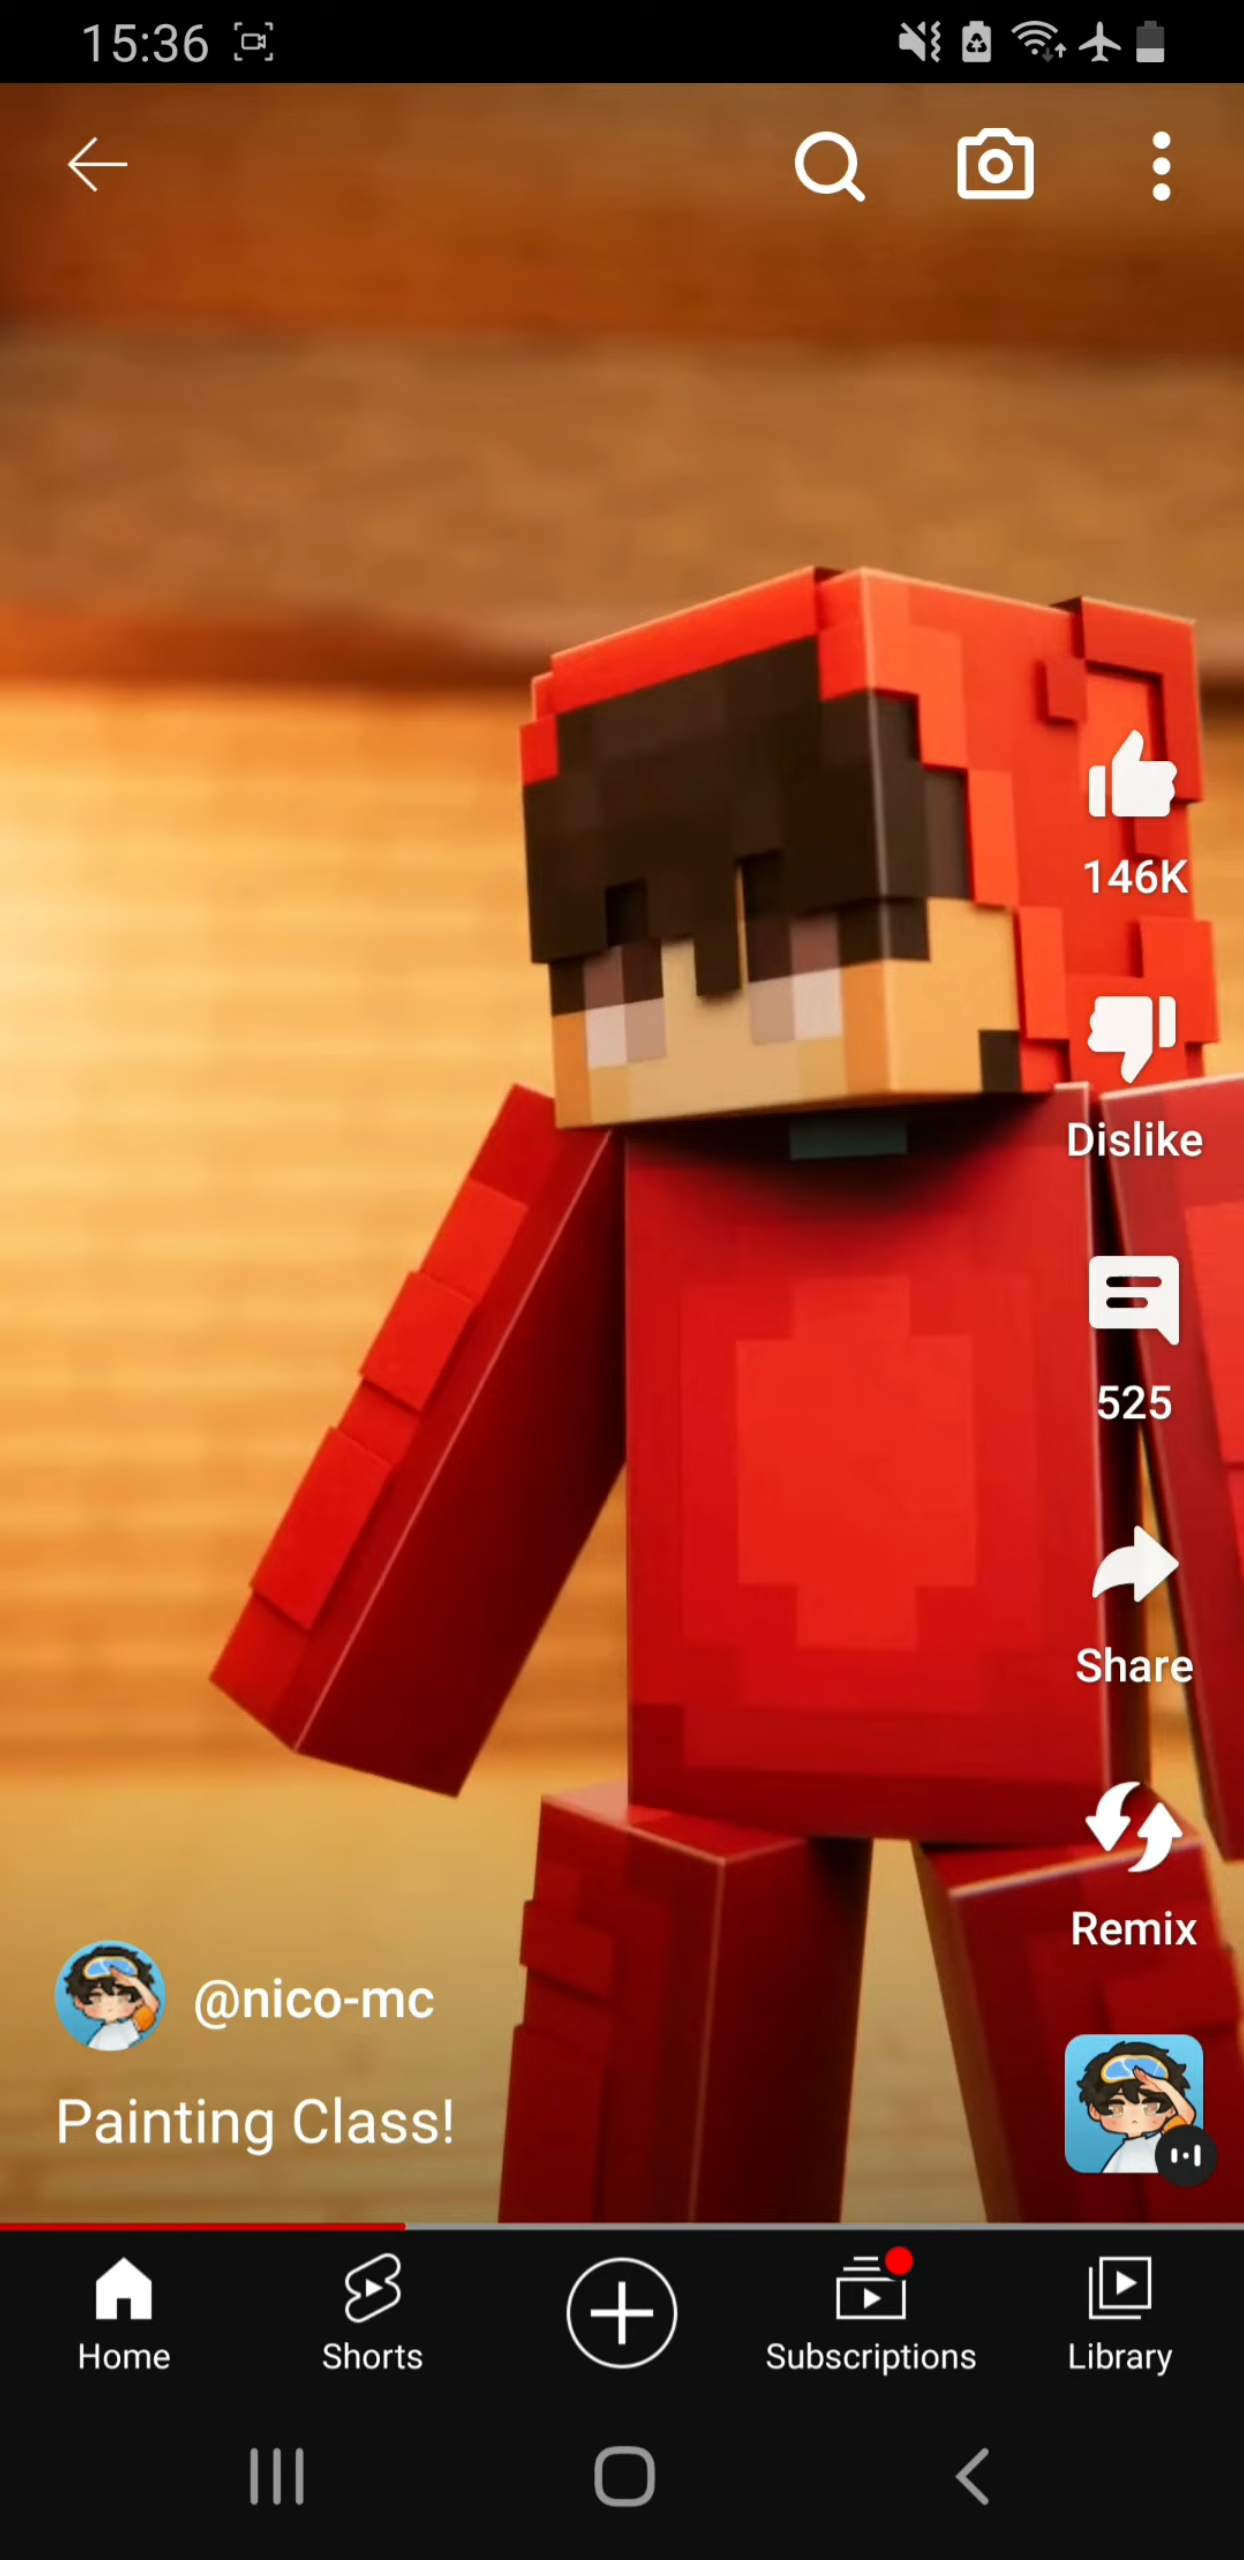 15:36
146K
Dislike
525
Share
Remix
@nico-mc
Painting Class!
Home
Shorts
Subscriptions
Library